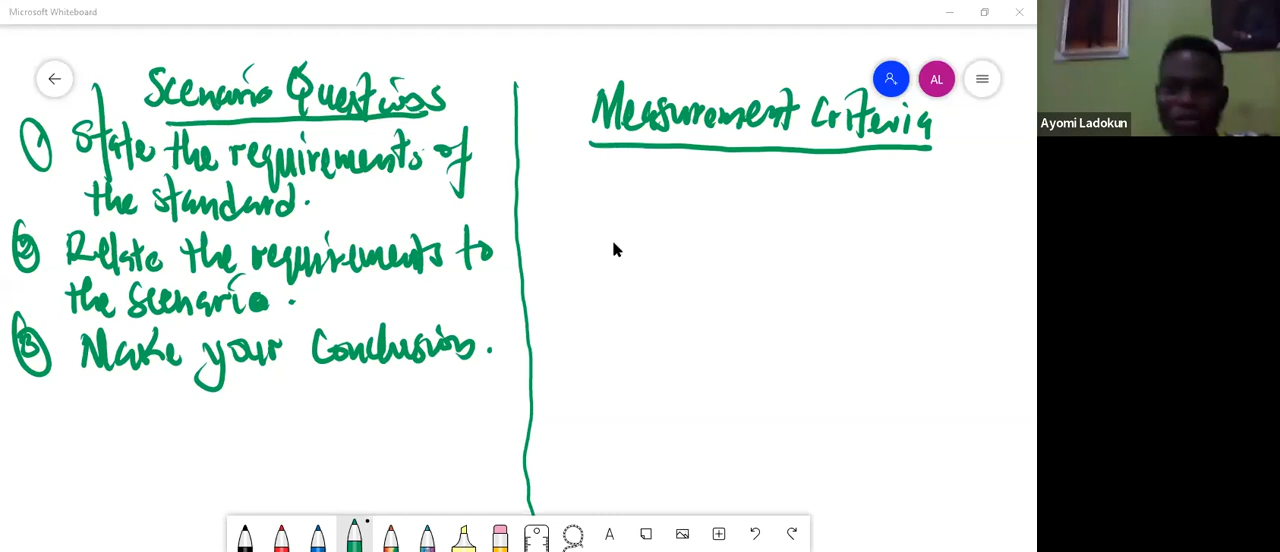 Microsoft Whiteboard
Scenario Questions
① State the requirements of
the standard.
② Relate the requirements to
the scenario.
③ Make your conclusion.
Measurement Criteria
AL
Ayomi Ladokun
A